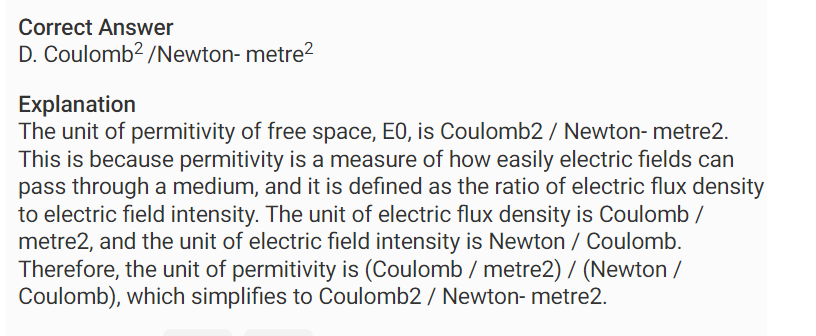 Correct Answer
D. Coulomb² /Newton- metre²
Explanation
The unit of permitivity of free space, E0, is Coulomb2 / Newton- metre2.
This is because permitivity is a measure of how easily electric fields can
pass through a medium, and it is defined as the ratio of electric flux density
to electric field intensity. The unit of electric flux density is Coulomb /
metre2, and the unit of electric field intensity is Newton / Coulomb.
Therefore, the unit of permitivity is (Coulomb / metre2) / (Newton /
Coulomb), which simplifies to Coulomb2 / Newton- metre2.